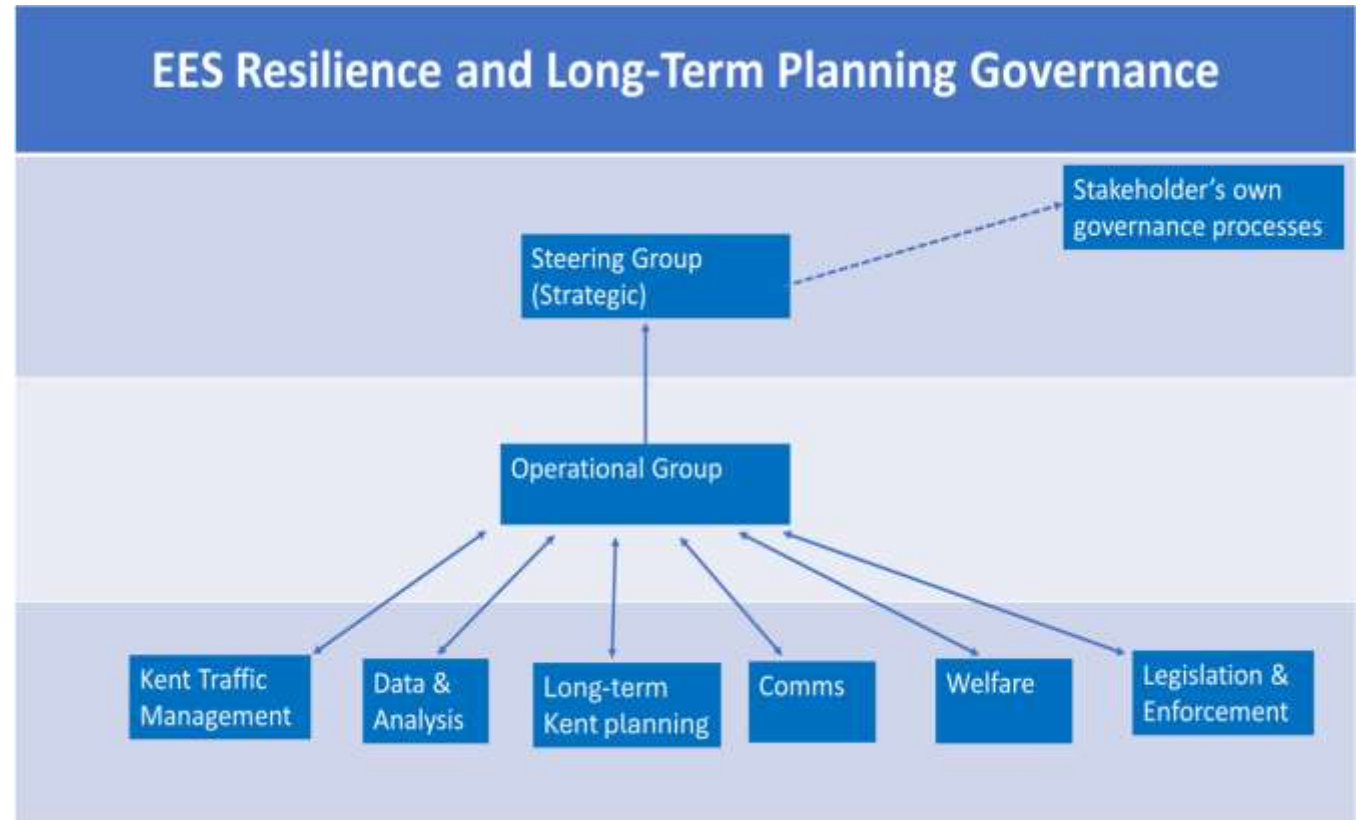 EES Resilience and Long-Term Planning Governance
Stakeholder's own
governance processes
Steering Group
(Strategic)
Operational Group
Kent Traffic
Management
Data &
Analysis
Long-term
Kent planning
Comms
Welfare
Legislation &
Enforcement